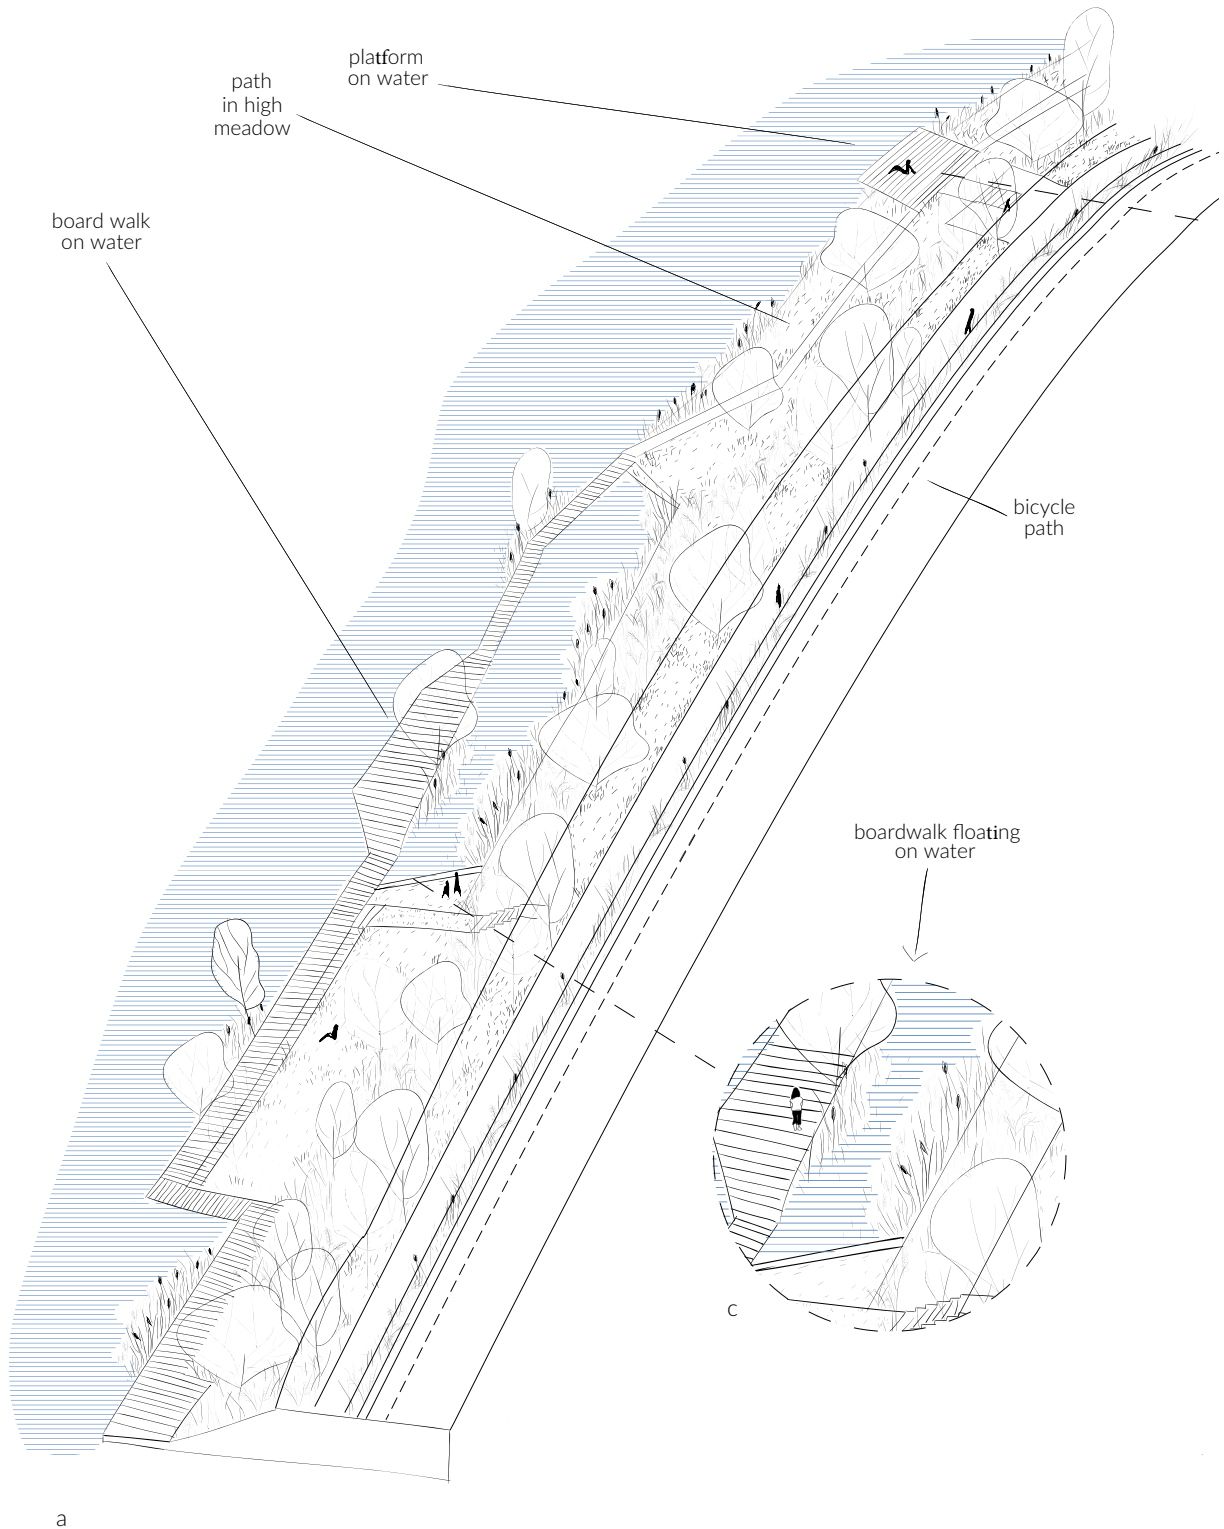 platform
on water
path
in high
meadow
board walk
on water
bicycle
path
boardwalk floating
on water
c
a